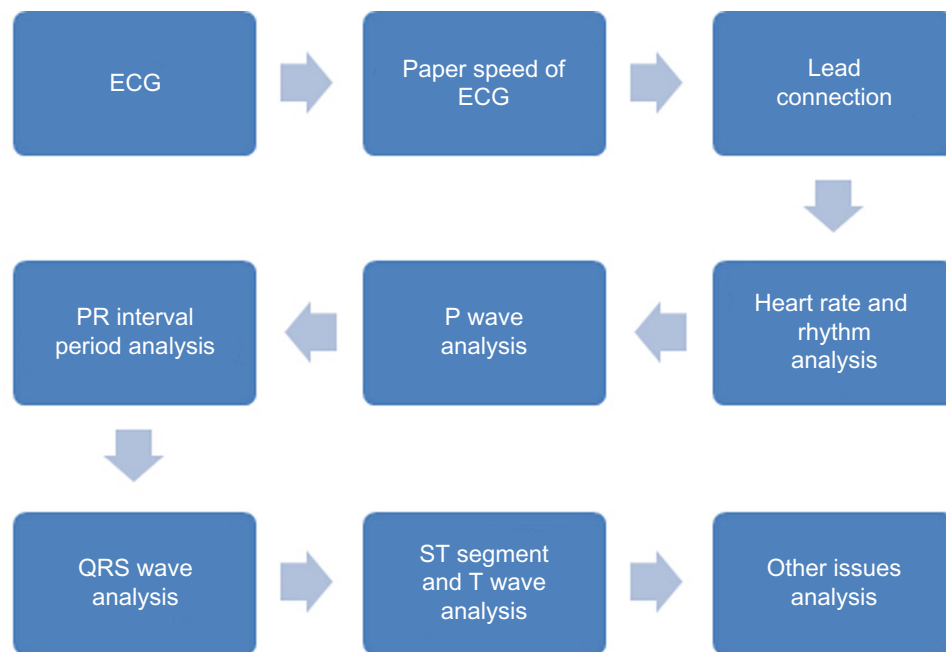 ECG
Paper speed of
ECG
Lead
connection
Heart rate and
rhythm
analysis
P wave
analysis
PR interval
period analysis
QRS wave
analysis
ST segment
and T wave
analysis
Other issues
analysis